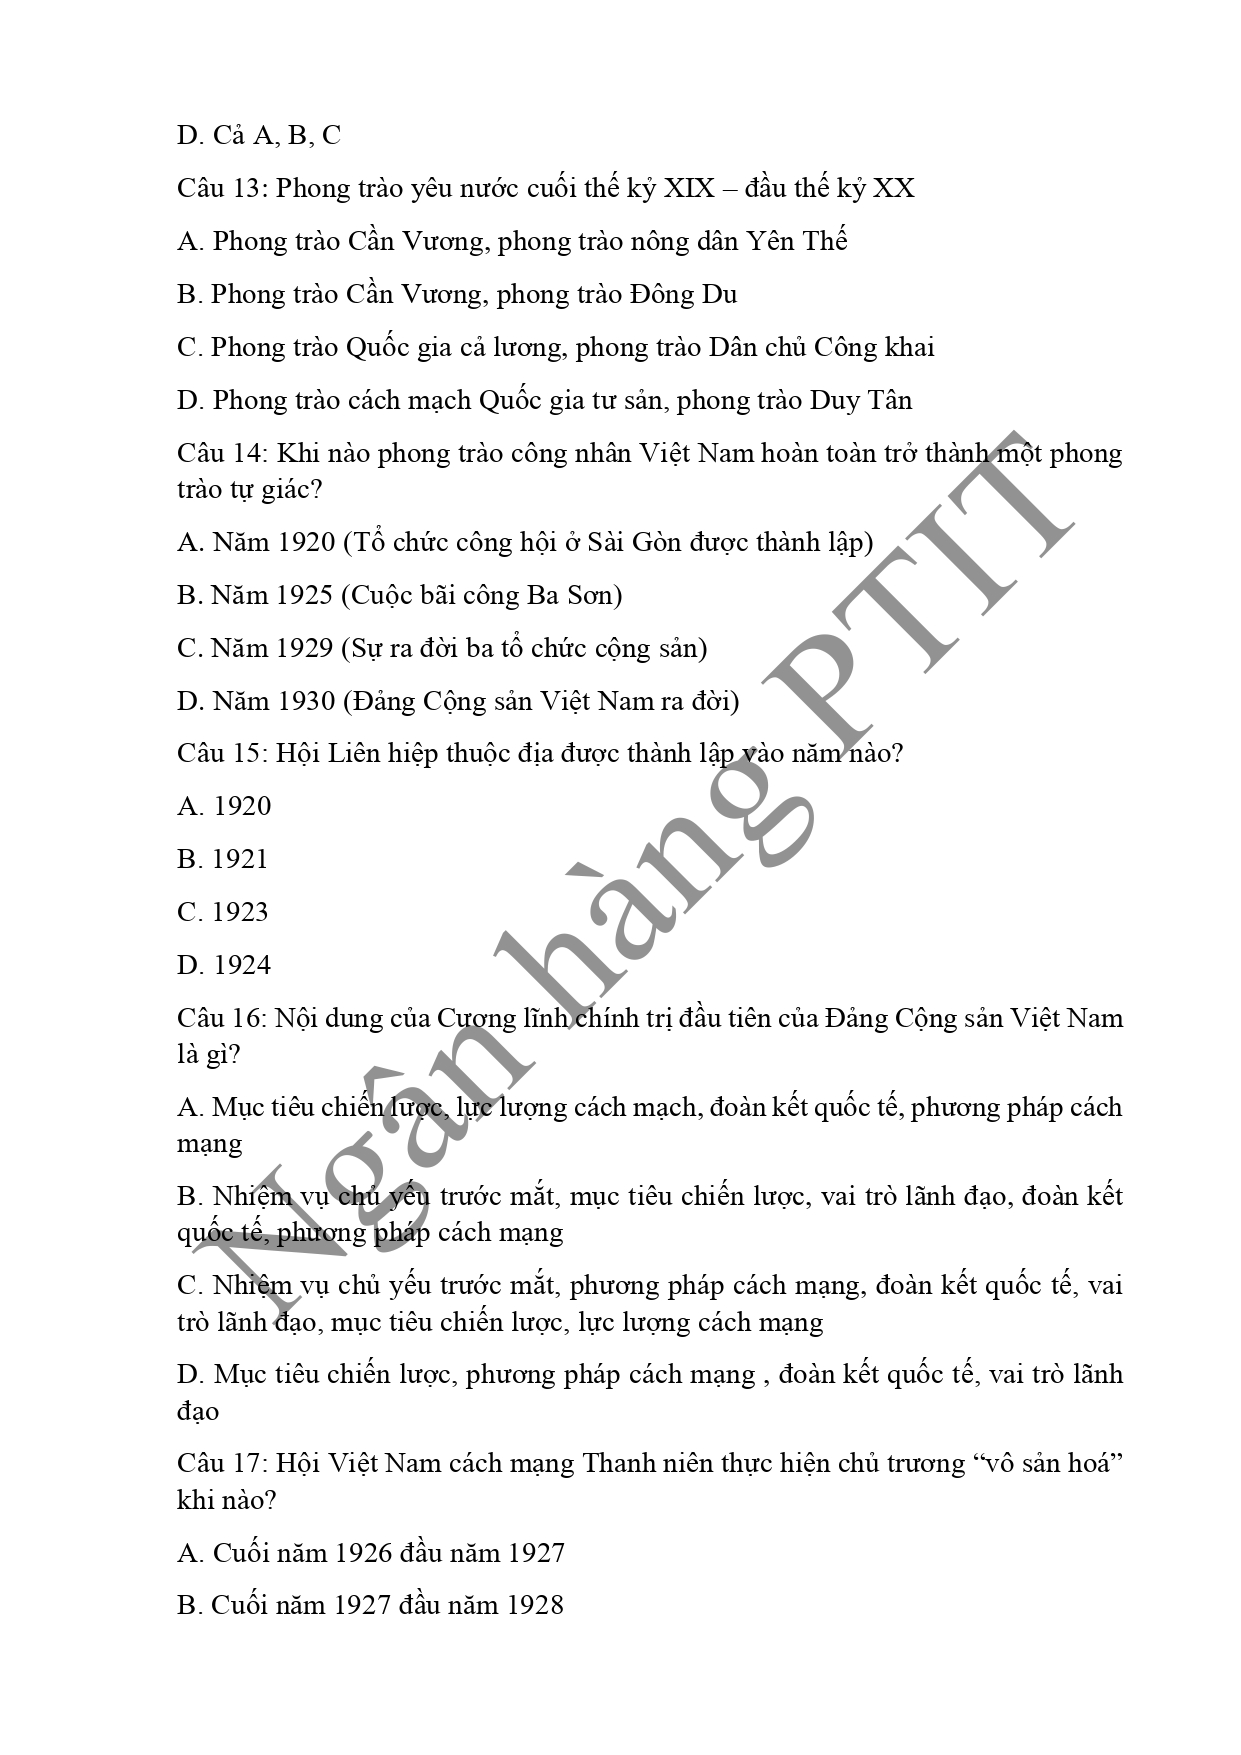 D. Cả A, B, C
Câu 13: Phong trào yêu nước cuối thế kỷ XIX – đầu thế kỷ XX
A. Phong trào Cần Vương, phong trào nông dân Yên Thế
B. Phong trào Cần Vương, phong trào Đông Du
C. Phong trào Quốc gia cả lương, phong trào Dân chủ Công khai
D. Phong trào cách mạch Quốc gia tư sản, phong trào Duy Tân
Câu 14: Khi nào phong trào công nhân Việt Nam hoàn toàn trở thành một phong
trào tự giác?
A. Năm 1920 (Tổ chức công hội ở Sài Gòn được thành lập)
B. Năm 1925 (Cuộc bãi công Ba Sơn)
C. Năm 1929 (Sự ra đời ba tổ chức cộng sản)
D. Năm 1930 (Đảng Cộng sản Việt Nam ra đời)
Câu 15: Hội Liên hiệp thuộc địa được thành lập vào năm nào?
A. 1920
B. 1921
C. 1923
D. 1924
Câu 16: Nội dung của Cương lĩnh chính trị đầu tiên của Đảng Cộng sản Việt Nam
là gì?
A. Mục tiêu chiến lược, lực lượng cách mạch, đoàn kết quốc tế, phương pháp cách
mạng
B. Nhiệm vụ chủ yếu trước mắt, mục tiêu chiến lược, vai trò lãnh đạo, đoàn kết
quốc tế, phương pháp cách mạng
C. Nhiệm vụ chủ yếu trước mắt, phương pháp cách mạng, đoàn kết quốc tế, vai
trò lãnh đạo, mục tiêu chiến lược, lực lượng cách mạng
D. Mục tiêu chiến lược, phương pháp cách mạng , đoàn kết quốc tế, vai trò lãnh
đạo
Câu 17: Hội Việt Nam cách mạng Thanh niên thực hiện chủ trương “vô sản hoá”
khi nào?
A. Cuối năm 1926 đầu năm 1927
B. Cuối năm 1927 đầu năm 1928
Ngân hàng PTIT